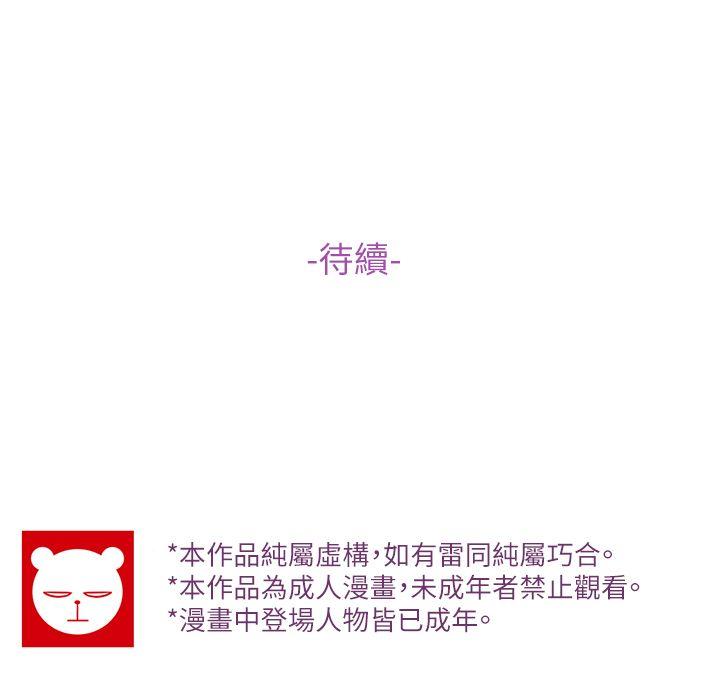 -待續-
*本作品純屬虛構，如有雷同純屬巧合。
*本作品為成人漫畫，未成年者禁止觀看。
*漫畫中登場人物皆已成年。